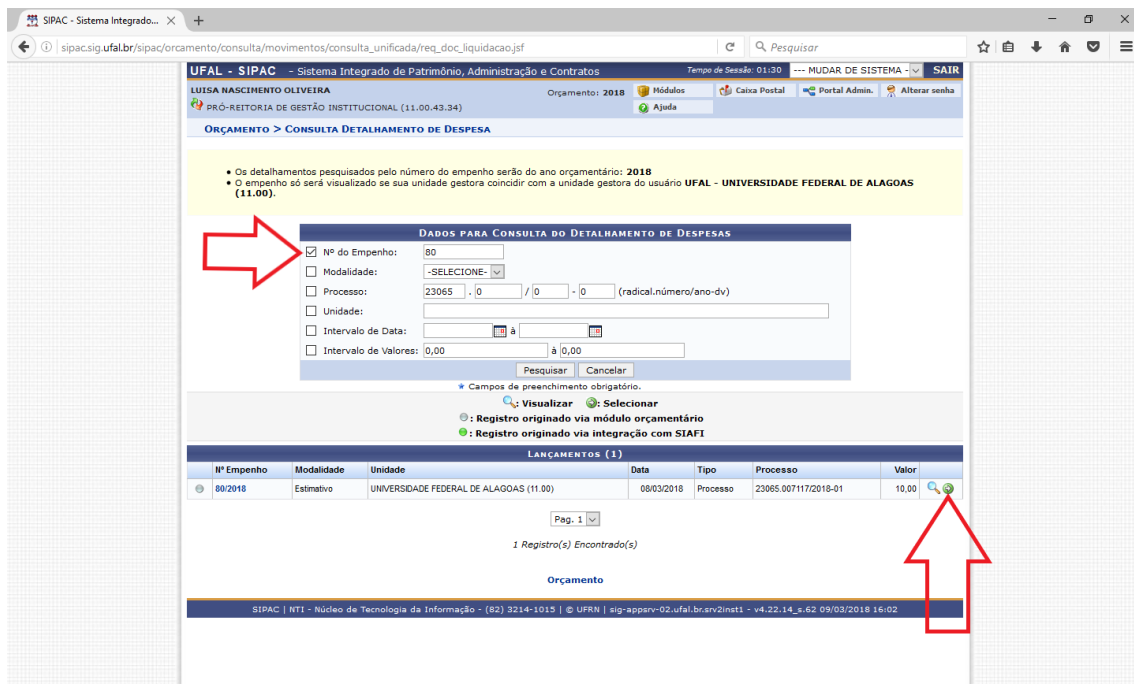 SIPAC - Sistema Integrado...
sipac.sig.ufal.br/sipac/orcamento/consulta/movimentos/consulta_unificada/req_doc_liquidacao.jsf
Pesquisar
UFAL - SIPAC - Sistema Integrado de Patrimônio, Administração e Contratos Tempo de Sessão: 01:30 --- MUDAR DE SISTEMA - SAIR
LUISA NASCIMENTO OLIVEIRA Orçamento: 2018 Módulos Caixa Postal Portal Admin. Alterar senha
PRÓ-REITORIA DE GESTÃO INSTITUCIONAL (11.00.43.34) Ajuda
ORÇAMENTO > CONSULTA DETALHAMENTO DE DESPESA
• Os detalhamentos pesquisados pelo número do empenho serão do ano orçamentário: 2018
• O empenho só será visualizado se sua unidade gestora coincidir com a unidade gestora do usuário UFAL - UNIVERSIDADE FEDERAL DE ALAGOAS
(11.00).
DADOS PARA CONSULTA DO DETALHAMENTO DE DESPESAS
Nº do Empenho: 80
Modalidade: -SELECIONE-
Processo: 23065 . 0 / 0 - 0 (radical.número/ano-dv)
Unidade:
Intervalo de Data: à
Intervalo de Valores: 0,00 à 0,00
Pesquisar Cancelar
Campos de preenchimento obrigatório.
: Visualizar : Selecionar
: Registro originado via módulo orçamentário
: Registro originado via integração com SIAFI
LANÇAMENTOS (1)
Nº Empenho Modalidade Unidade Data Tipo Processo Valor
80/2018 Estimativo UNIVERSIDADE FEDERAL DE ALAGOAS (11.00) 08/03/2018 Processo 23065.007117/2018-01 10,00
Pag. 1
1 Registro(s) Encontrado(s)
Orçamento
SIPAC | NTI - Núcleo de Tecnologia da Informação - (82) 3214-1015 | © UFRN | sig-appsrv-02.ufal.br.srv2inst1 - v4.22.14_s.62 09/03/2018 16:02